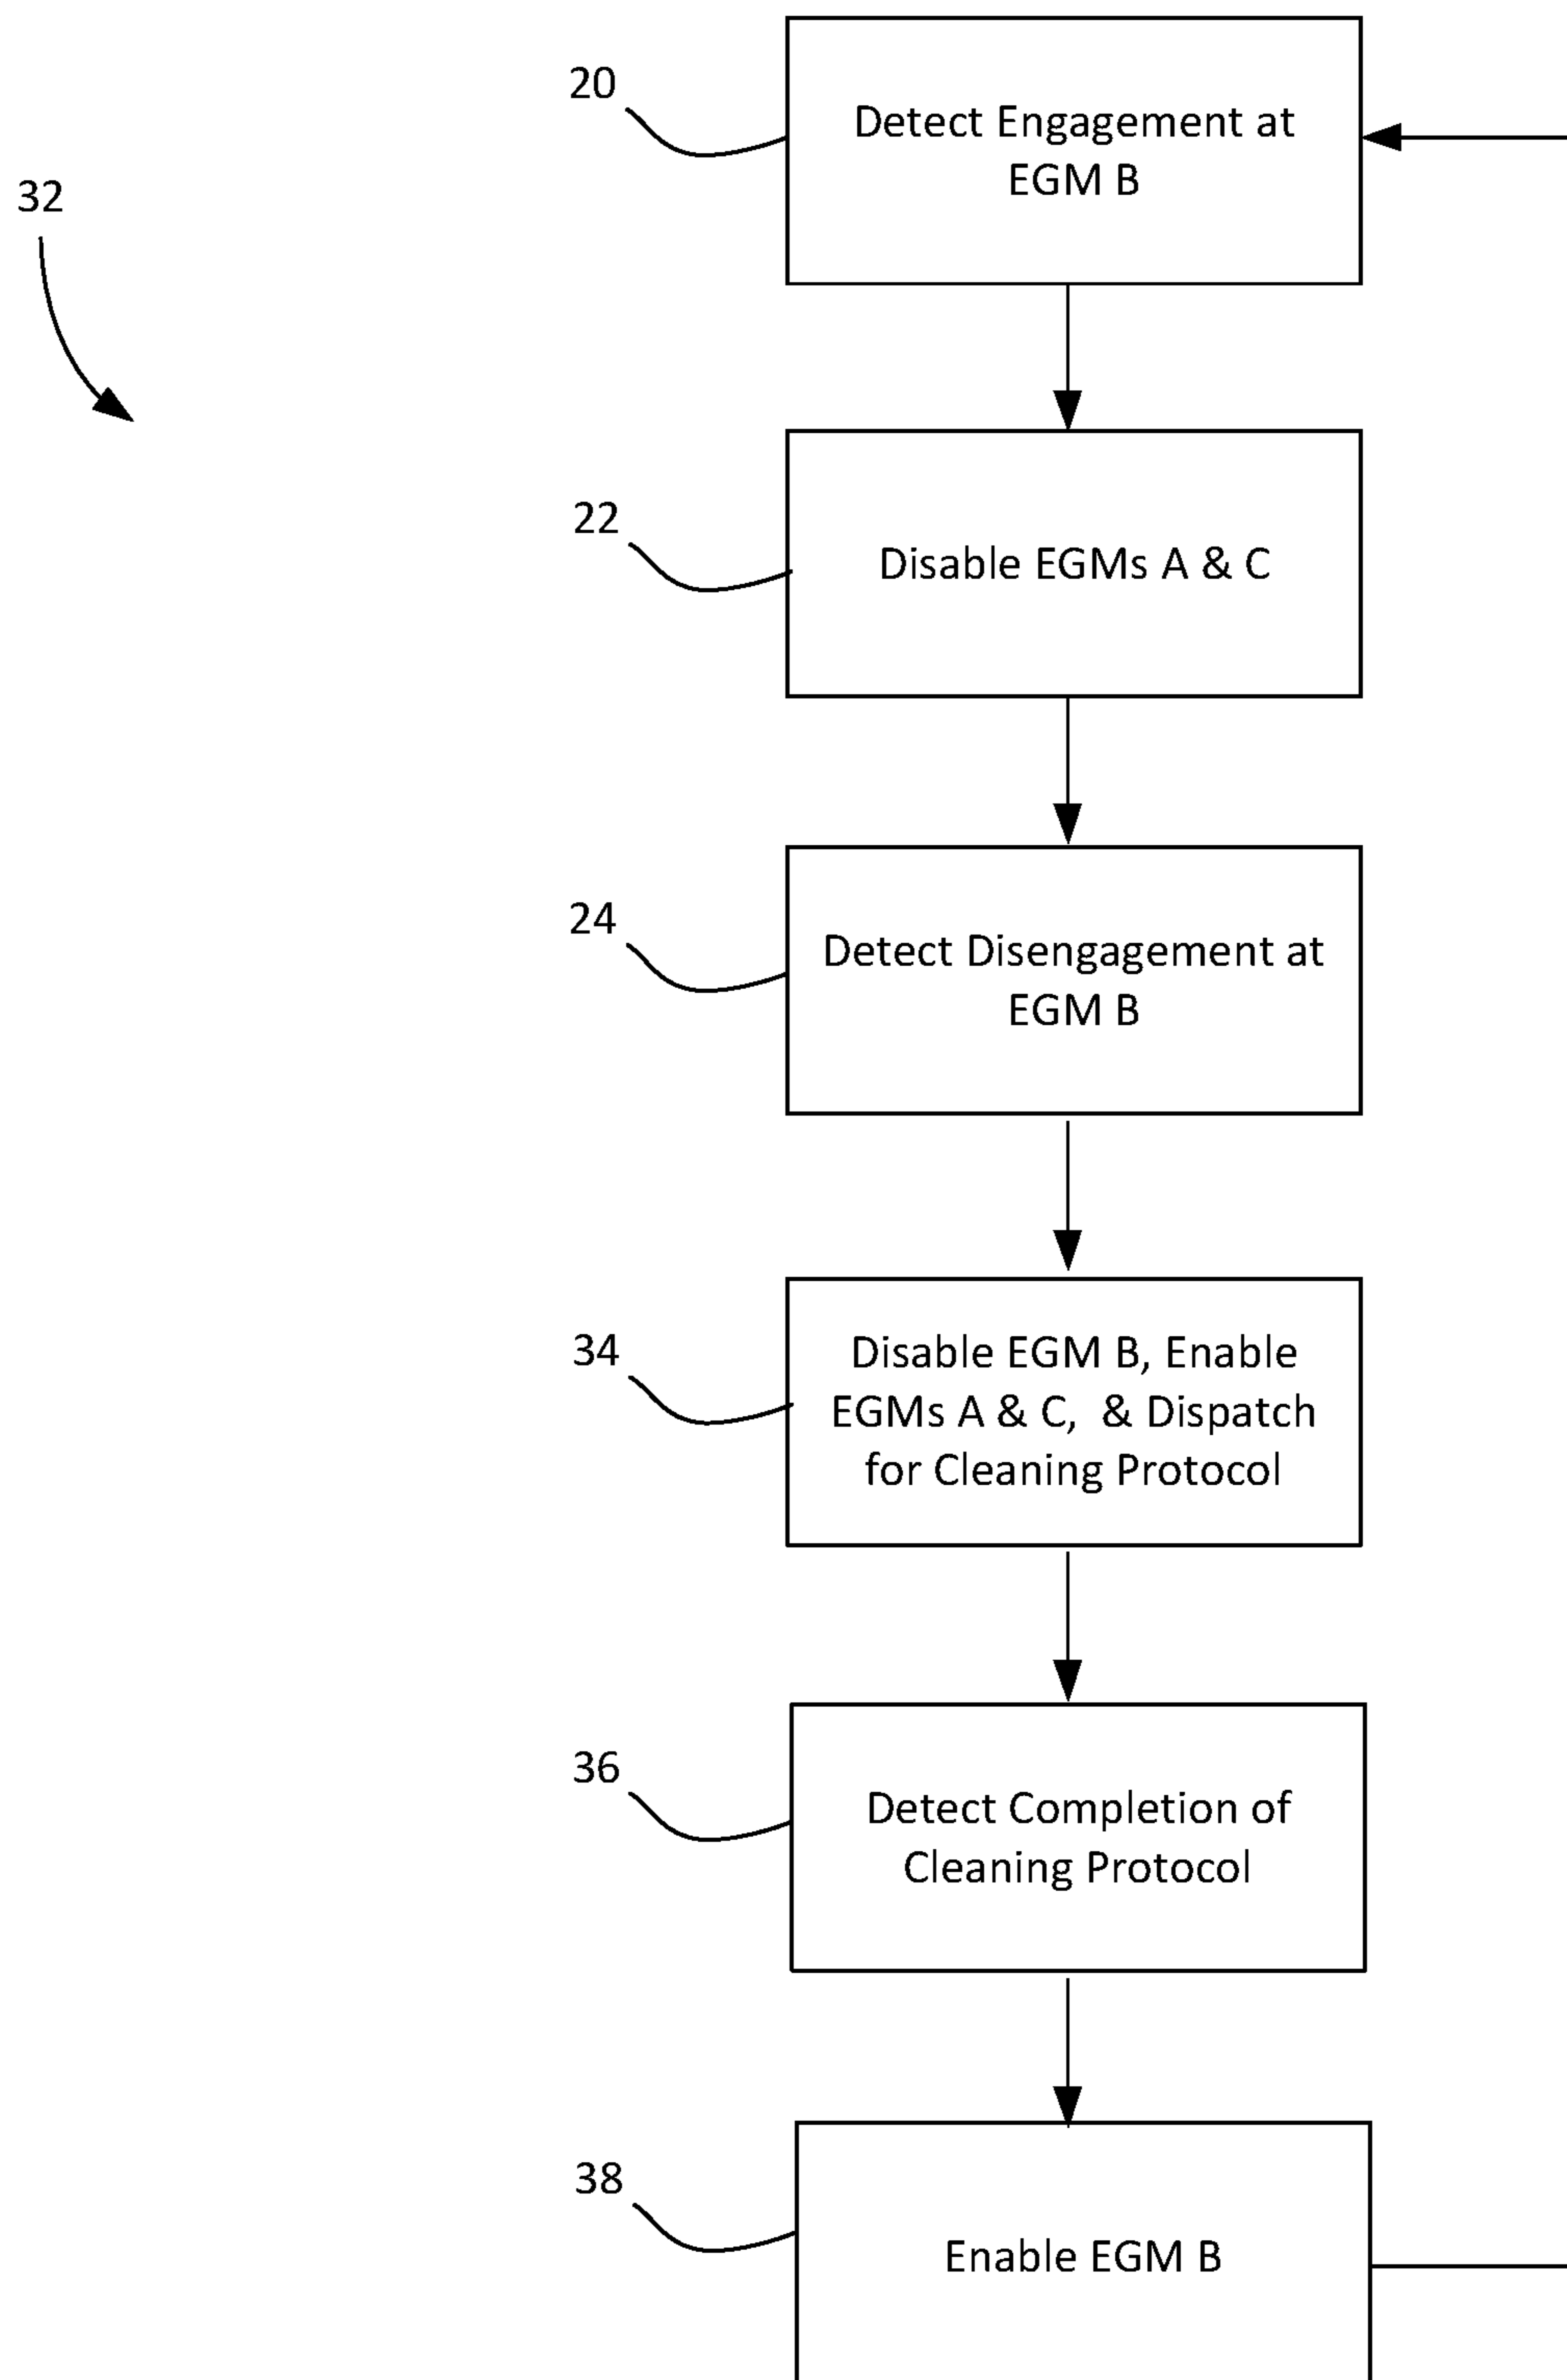 20
Detect Engagement at
EGM B
32
22
Disable EGMs A & C
24
Detect Disengagement at
EGM B
34
Disable EGM B, Enable
EGMs A & C, & Dispatch
for Cleaning Protocol
36
Detect Completion of
Cleaning Protocol
38
Enable EGM B